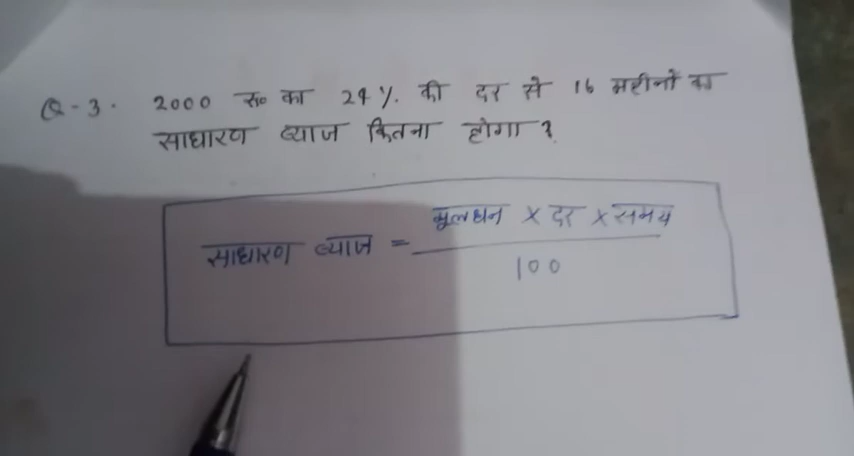 Q-3. 2000 रू० का 24% की दर से 16 महीनों का
साधारण ब्याज कितना होगा ?
साधारण ब्याज = मूलधन × दर × समय
100